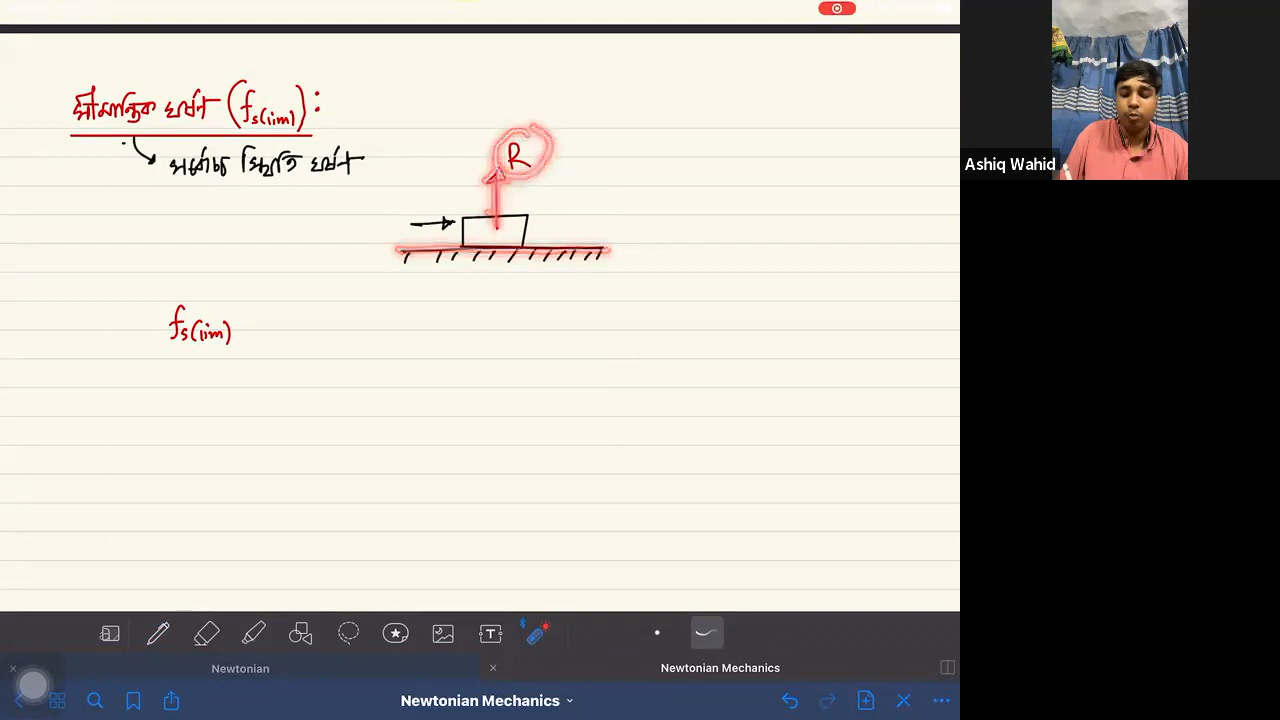 সীমান্তিক ঘর্ষণ (fs(lim)) :
সর্বোচ্চ স্থিতি ঘর্ষণ
R
fs(lim)
Ashiq Wahid
T
Newtonian
Newtonian Mechanics
Newtonian Mechanics